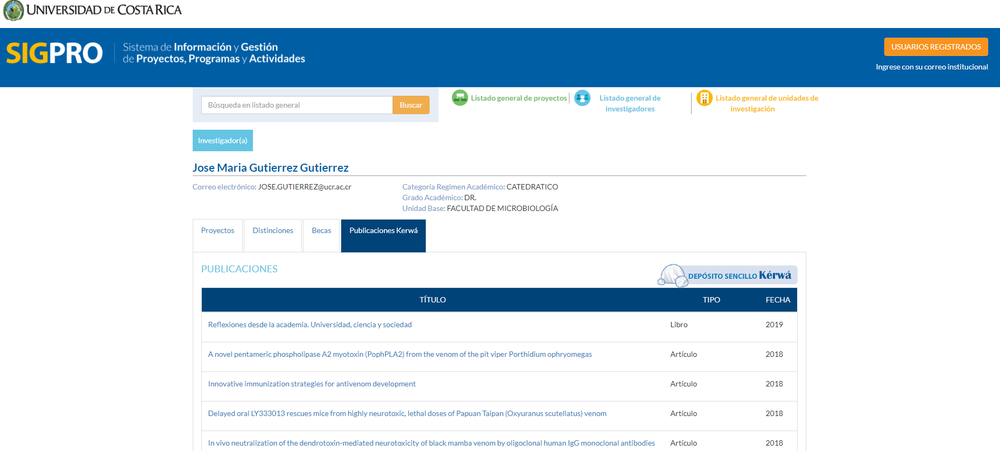 UNIVERSIDAD DE COSTA RICA
SIGPRO
Sistema de Información y Gestión
de Proyectos, Programas y Actividades
USUARIOS REGISTRADOS
Ingrese con su correo institucional
Búsqueda en listado general
Buscar
Listado general de proyectos
Listado general de
investigadores
Listado general de unidades de
investigación
Investigador(a)
Jose Maria Gutierrez Gutierrez
Correo electrónico: JOSE.GUTIERREZ@ucr.ac.cr
Categoría Regimen Académico: CATEDRATICO
Grado Académico: DR.
Unidad Base: FACULTAD DE MICROBIOLOGÍA
Proyectos
Distinciones
Becas
Publicaciones Kerwá
PUBLICACIONES
DEPÓSITO SENCILLO Kérwá
TÍTULO TIPO FECHA
Reflexiones desde la academia. Universidad, ciencia y sociedad Libro 2019
A novel pentameric phospholipase A2 myotoxin (PophPLA2) from the venom of the pit viper Porthidium ophryomegas Artículo 2018
Innovative immunization strategies for antivenom development Artículo 2018
Delayed oral LY333013 rescues mice from highly neurotoxic, lethal doses of Papuan Taipan (Oxyuranus scutellatus) venom Artículo 2018
In vivo neutralization of the dendrotoxin-mediated neurotoxicity of black mamba venom by oligoclonal human IgG monoclonal antibodies Artículo 2018